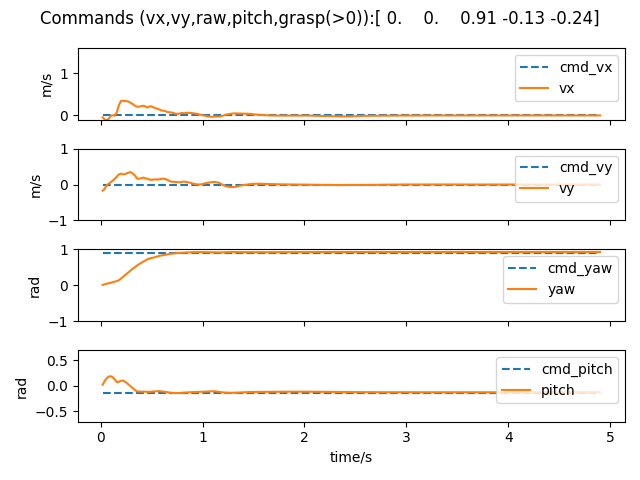 Commands (vx,vy,raw,pitch,grasp(>0)):[ 0.    0.    0.91 -0.13 -0.24]
1
0
m/s
cmd_vx
vx
1
0
−1
m/s
cmd_vy
vy
1
0
−1
rad
cmd_yaw
yaw
0.5
0.0
−0.5
rad
cmd_pitch
pitch
0 1 2 3 4 5
time/s